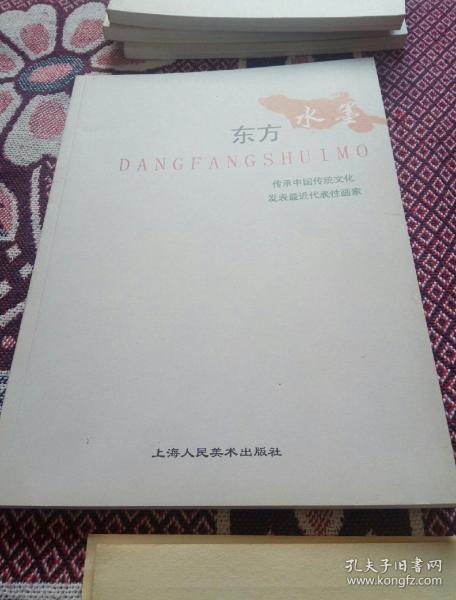 东方 水墨
DANGFANGSHUIMO
传承中国传统文化
发表最近代表性画家
上海人民美术出版社
孔夫子旧书网
www.kongfz.com